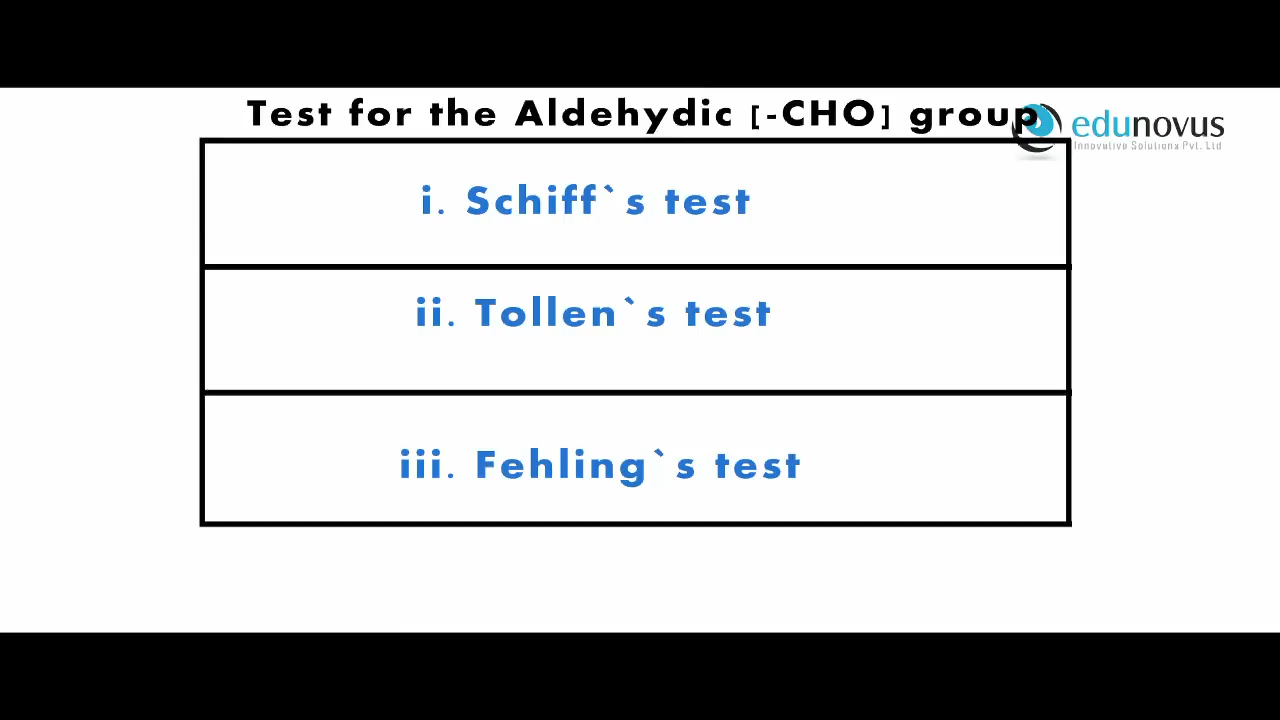 Test for the Aldehydic [-CHO] group
edunovus
Innovative Solutions Pvt. Ltd
i. Schiff`s test
ii. Tollen`s test
iii. Fehling`s test